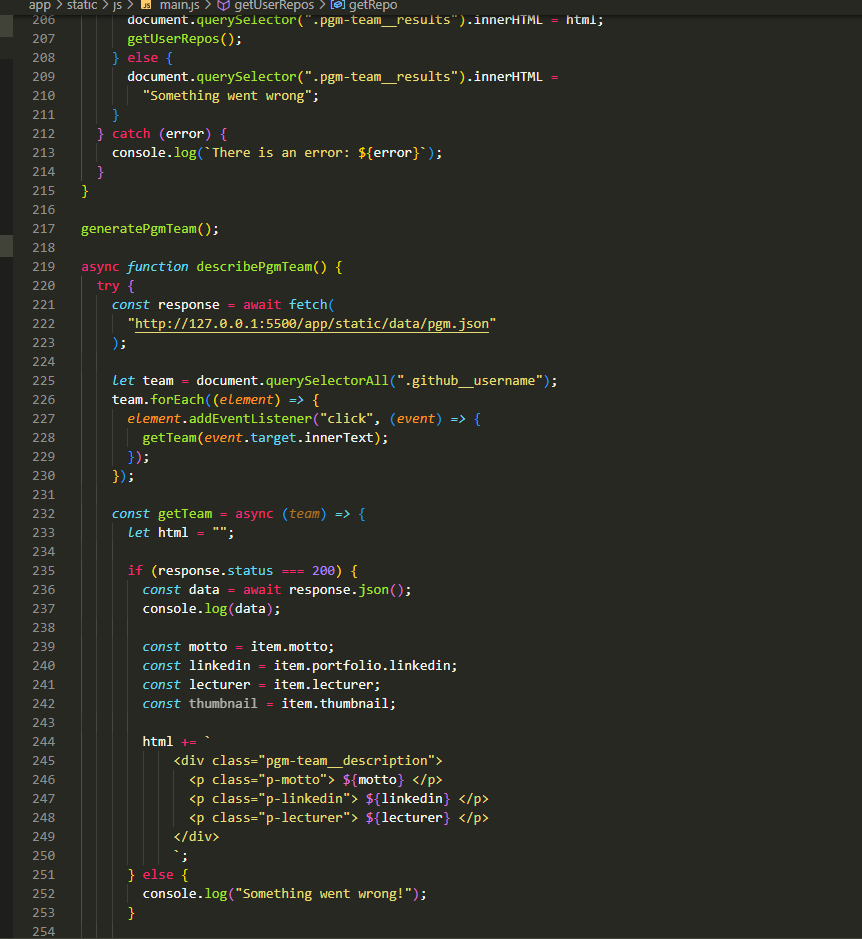 app > static > js > JS main.js > getUserRepos > getRepo
206 document.querySelector(".pgm-team__results").innerHTML = html;
207 getUserRepos();
208 } else {
209 document.querySelector(".pgm-team__results").innerHTML =
210 "Something went wrong";
211 }
212 } catch (error) {
213 console.log(`There is an error: ${error}`);
214 }
215 }
216
217 generatePgmTeam();
218
219 async function describePgmTeam() {
220 try {
221 const response = await fetch(
222 "http://127.0.0.1:5500/app/static/data/pgm.json"
223 );
224
225 let team = document.querySelectorAll(".github__username");
226 team.forEach((element) => {
227 element.addEventListener("click", (event) => {
228 getTeam(event.target.innerText);
229 });
230 });
231
232 const getTeam = async (team) => {
233 let html = "";
234
235 if (response.status === 200) {
236 const data = await response.json();
237 console.log(data);
238
239 const motto = item.motto;
240 const linkedin = item.portfolio.linkedin;
241 const lecturer = item.lecturer;
242 const thumbnail = item.thumbnail;
243
244 html += `
245 <div class="pgm-team__description">
246 <p class="p-motto"> ${motto} </p>
247 <p class="p-linkedin"> ${linkedin} </p>
248 <p class="p-lecturer"> ${lecturer} </p>
249 </div>
250 `;
251 } else {
252 console.log("Something went wrong!");
253 }
254